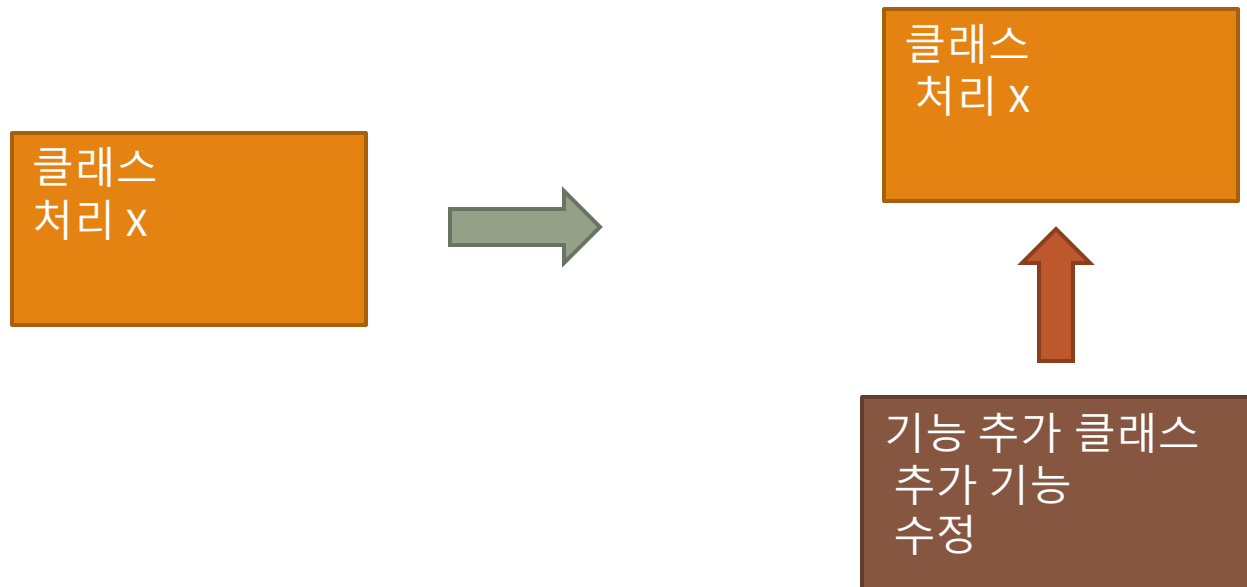 클래스
처리 x
클래스
처리 x
기능 추가 클래스
추가 기능
수정